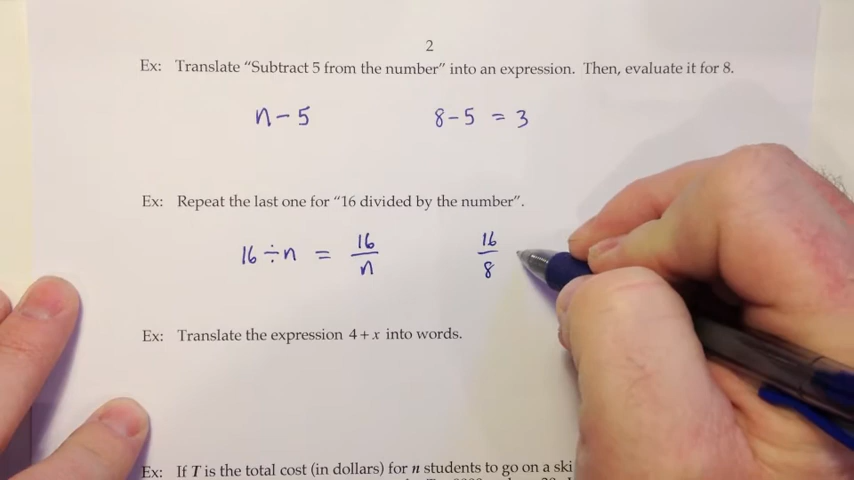 2
Ex: Translate "Subtract 5 from the number" into an expression. Then, evaluate it for 8.
n - 5 8 - 5 = 3
Ex: Repeat the last one for "16 divided by the number".
16 ÷ n = 16/n 16/8
Ex: Translate the expression 4 + x into words.
Ex: If T is the total cost (in dollars) for n students to go on a ski